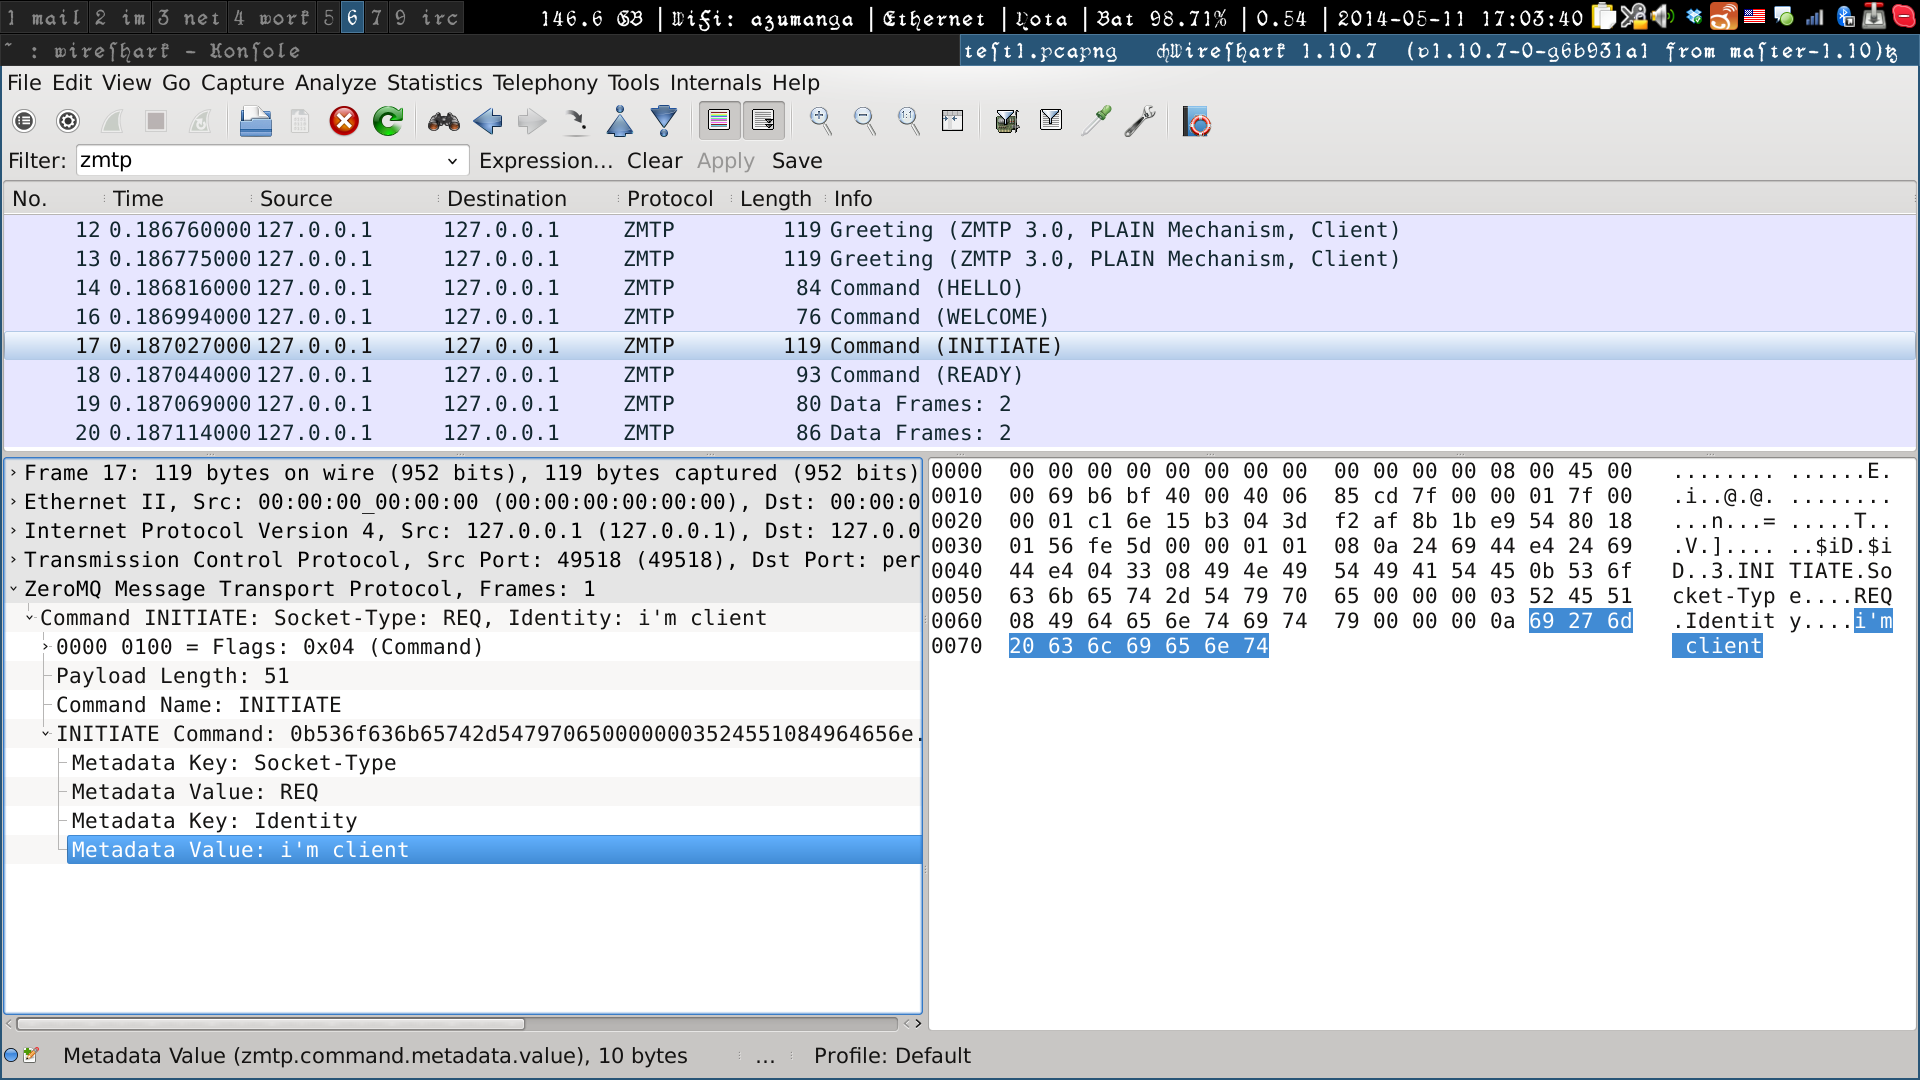 1 mail 2 im 3 net 4 work 5 6 7 9 irc
146.6 GB | Wifi: azumanga | Ethernet | Yota | Bat 98.71% | 0.54 | 2014-05-11 17:03:40
~ : wireshark - Konsole
test1.pcapng [Wireshark 1.10.7 (v1.10.7-0-g6b931a1 from master-1.10)]
File Edit View Go Capture Analyze Statistics Telephony Tools Internals Help
Filter: zmtp Expression... Clear Apply Save
No. Time Source Destination Protocol Length Info
12 0.186760000 127.0.0.1 127.0.0.1 ZMTP 119 Greeting (ZMTP 3.0, PLAIN Mechanism, Client)
13 0.186775000 127.0.0.1 127.0.0.1 ZMTP 119 Greeting (ZMTP 3.0, PLAIN Mechanism, Client)
14 0.186816000 127.0.0.1 127.0.0.1 ZMTP 84 Command (HELLO)
16 0.186994000 127.0.0.1 127.0.0.1 ZMTP 76 Command (WELCOME)
17 0.187027000 127.0.0.1 127.0.0.1 ZMTP 119 Command (INITIATE)
18 0.187044000 127.0.0.1 127.0.0.1 ZMTP 93 Command (READY)
19 0.187069000 127.0.0.1 127.0.0.1 ZMTP 80 Data Frames: 2
20 0.187114000 127.0.0.1 127.0.0.1 ZMTP 86 Data Frames: 2
Frame 17: 119 bytes on wire (952 bits), 119 bytes captured (952 bits)
Ethernet II, Src: 00:00:00_00:00:00 (00:00:00:00:00:00), Dst: 00:00:0
Internet Protocol Version 4, Src: 127.0.0.1 (127.0.0.1), Dst: 127.0.0
Transmission Control Protocol, Src Port: 49518 (49518), Dst Port: per
ZeroMQ Message Transport Protocol, Frames: 1
Command INITIATE: Socket-Type: REQ, Identity: i'm client
0000 0100 = Flags: 0x04 (Command)
Payload Length: 51
Command Name: INITIATE
INITIATE Command: 0b536f636b65742d54797065000000035245510849646​56e.
Metadata Key: Socket-Type
Metadata Value: REQ
Metadata Key: Identity
Metadata Value: i'm client
0000 00 00 00 00 00 00 00 00 00 00 00 00 08 00 45 00 ........ ......E.
0010 00 69 b6 bf 40 00 40 06 85 cd 7f 00 00 01 7f 00 .i..@.@. ........
0020 00 01 c1 6e 15 b3 04 3d f2 af 8b 1b e9 54 80 18 ...n...= .....T..
0030 01 56 fe 5d 00 00 01 01 08 0a 24 69 44 e4 24 69 .V.].... ..$iD.$i
0040 44 e4 04 33 08 49 4e 49 54 49 41 54 45 0b 53 6f D..3.INI TIATE.So
0050 63 6b 65 74 2d 54 79 70 65 00 00 00 03 52 45 51 cket-Typ e....REQ
0060 08 49 64 65 6e 74 69 74 79 00 00 00 0a 69 27 6d .Identit y....i'm
0070 20 63 6c 69 65 6e 74 client
Metadata Value (zmtp.command.metadata.value), 10 bytes ... Profile: Default